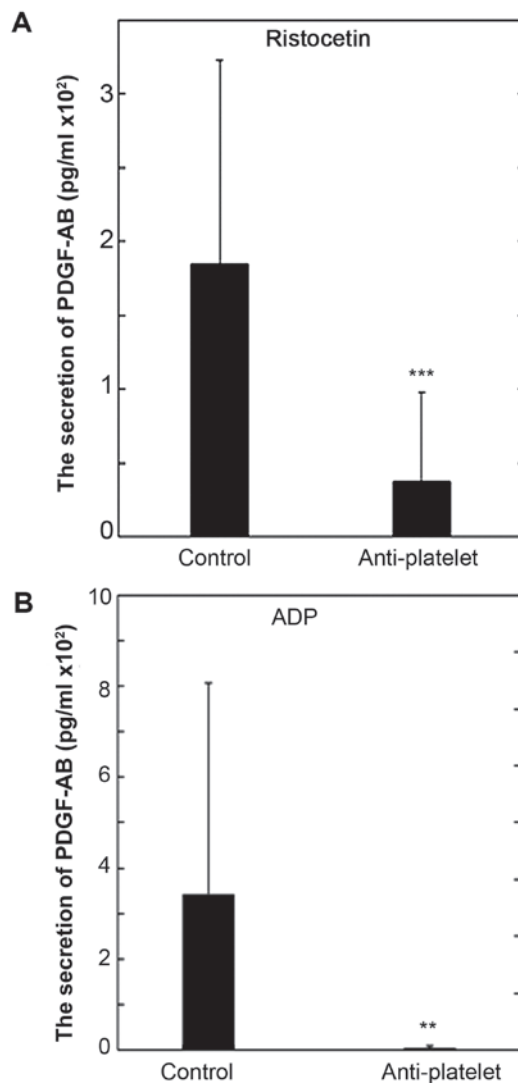 A
Ristocetin
The secretion of PDGF-AB (pg/ml x10²)
3
2
1
0
***
Control Anti-platelet
B
ADP
The secretion of PDGF-AB (pg/ml x10²)
10
8
6
4
2
0
**
Control Anti-platelet